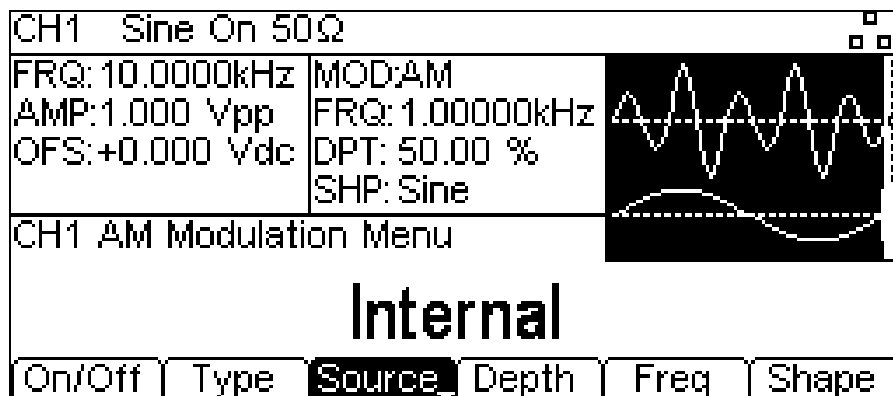 CH1 Sine On 50Ω
FRQ: 10.0000kHz
AMP:1.000 Vpp
OFS:+0.000 Vdc
MOD:AM
FRQ: 1.00000kHz
DPT: 50.00 %
SHP: Sine
CH1 AM Modulation Menu
Internal
On/Off Type Source Depth Freq Shape